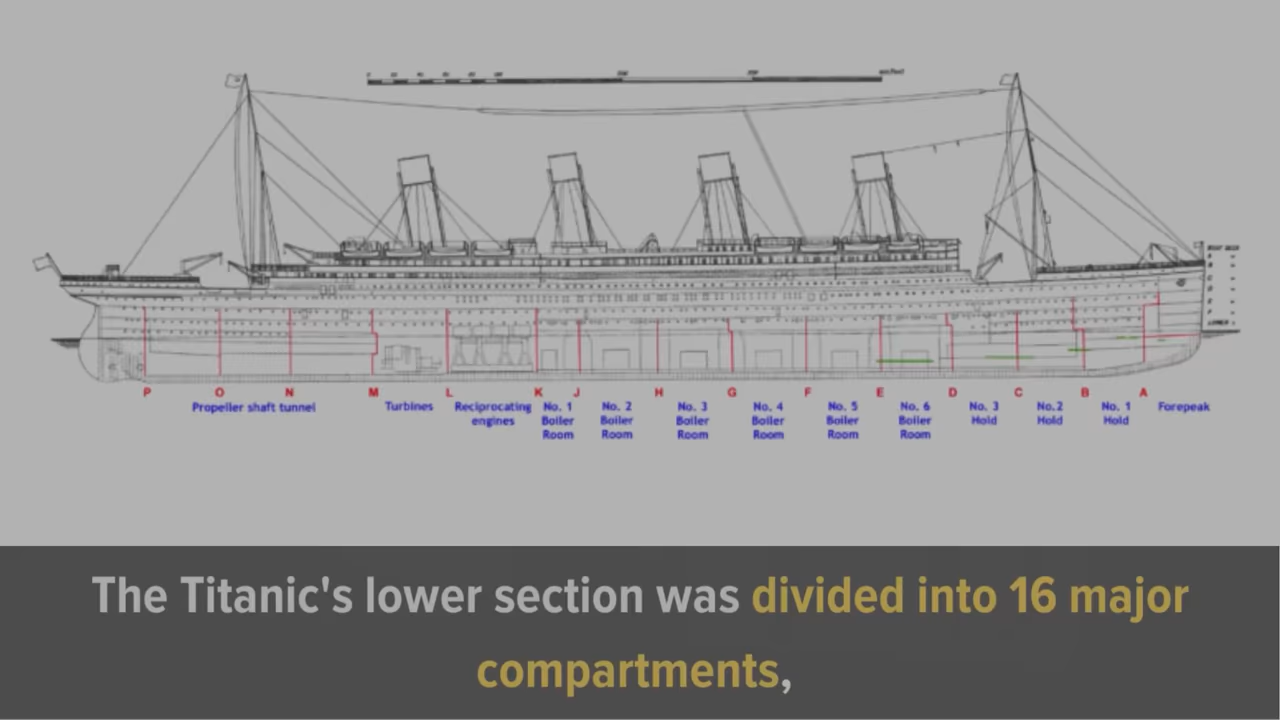 P O N M L K J H G F E D C B A
Propeller shaft tunnel Turbines Reciprocating No. 1 No. 2 No. 3 No. 4 No. 5 No. 6 No. 3 No.2 No. 1 Forepeak
engines Boiler Boiler Boiler Boiler Boiler Boiler Hold Hold Hold
Room Room Room Room Room Room
The Titanic's lower section was divided into 16 major
compartments,